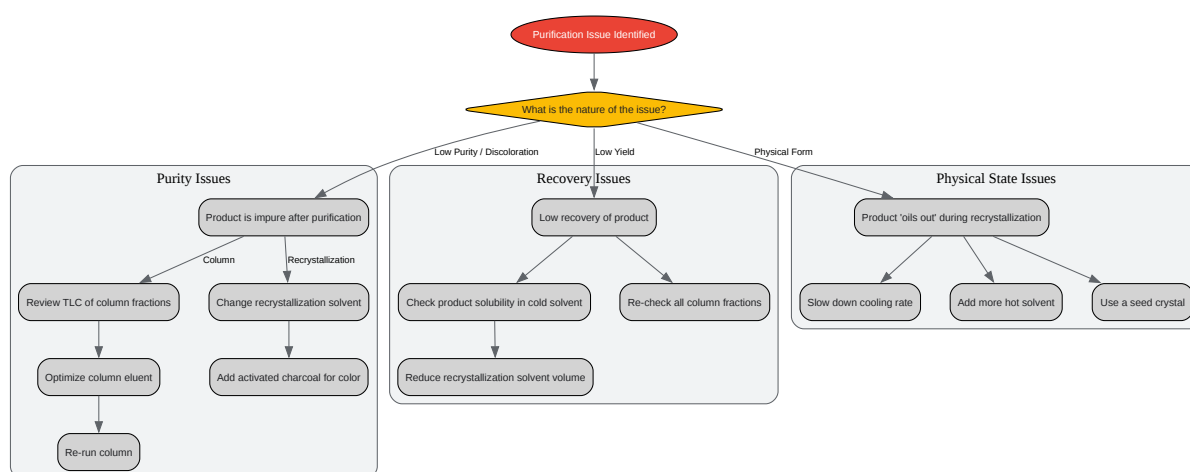 Purification Issue Identified
What is the nature of the issue?
Low Purity / Discoloration
Low Yield
Physical Form
Purity Issues
Recovery Issues
Physical State Issues
Product is impure after purification
Low recovery of product
Product 'oils out' during recrystallization
Column
Recrystallization
Review TLC of column fractions
Change recrystallization solvent
Check product solubility in cold solvent
Re-check all column fractions
Slow down cooling rate
Add more hot solvent
Use a seed crystal
Optimize column eluent
Add activated charcoal for color
Reduce recrystallization solvent volume
Re-run column